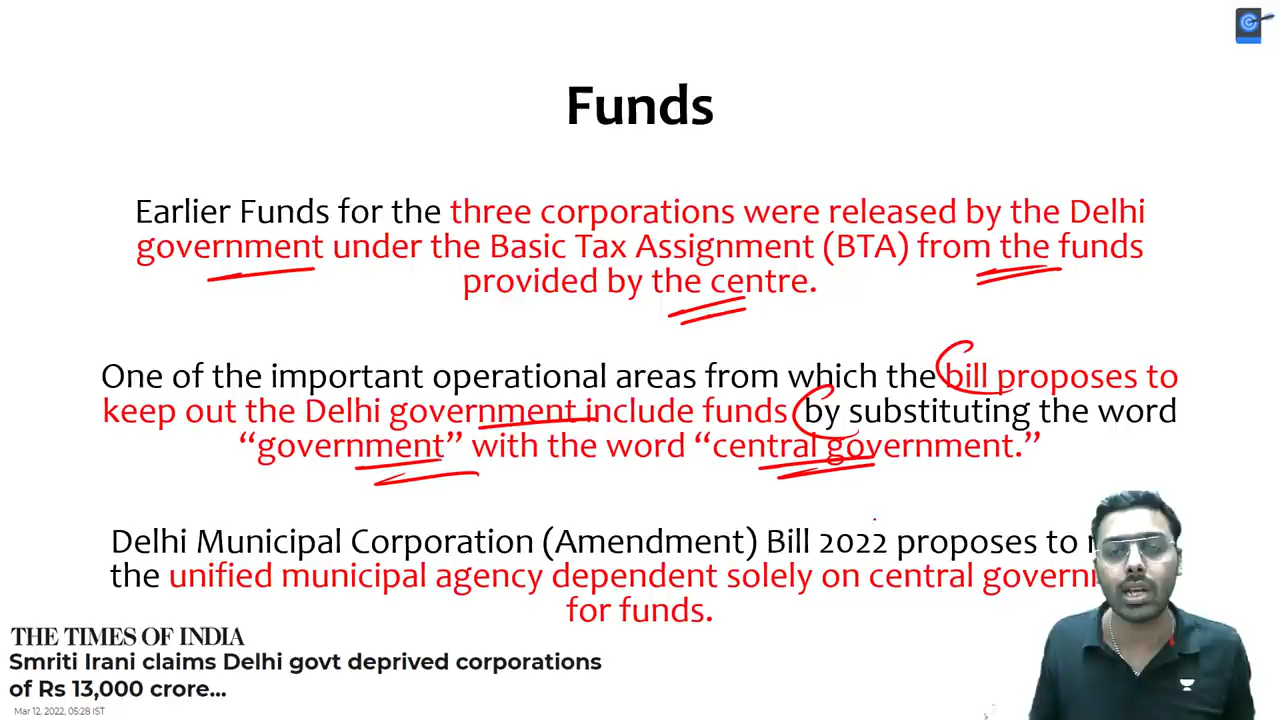 Funds
Earlier Funds for the three corporations were released by the Delhi
government under the Basic Tax Assignment (BTA) from the funds
provided by the centre.
One of the important operational areas from which the bill proposes to
keep out the Delhi government include funds by substituting the word
“government” with the word “central government.”
Delhi Municipal Corporation (Amendment) Bill 2022 proposes to
the unified municipal agency dependent solely on central
for funds.
THE TIMES OF INDIA
Smriti Irani claims Delhi govt deprived corporations
of Rs 13,000 crore...
Mar 12, 2022, 05:28 IST